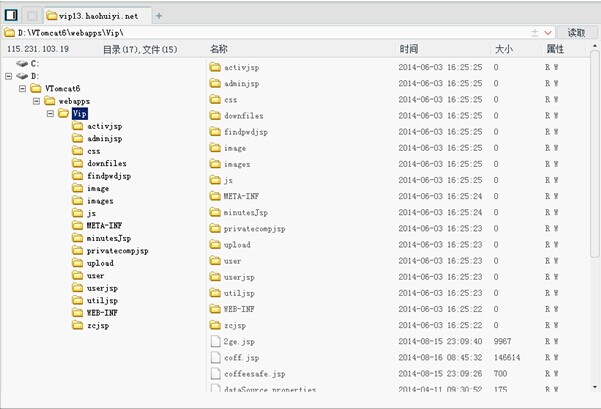 vip13.haohuiyi.net
D:\VTomcat6\webapps\Vip\
读取
115.231.103.19 目录(17),文件(15) 名称 时间 大小 属性
C:
D:
VTomcat6
webapps
Vip
activjsp
adminjsp
css
downfiles
findpwdjsp
image
images
js
META-INF
minutesJsp
privatecompjsp
upload
user
userjsp
utiljsp
WEB-INF
zcjsp
activjsp 2014-06-03 16:25:25 0 R W
adminjsp 2014-06-03 16:25:25 0 R W
css 2014-06-03 16:25:25 0 R W
downfiles 2014-06-03 16:25:25 0 R W
findpwdjsp 2014-06-03 16:25:25 0 R W
image 2014-06-03 16:25:25 0 R W
images 2014-06-03 16:25:25 0 R W
js 2014-06-03 16:25:25 0 R W
META-INF 2014-06-03 16:25:24 0 R W
minutesJsp 2014-06-03 16:25:24 0 R W
privatecompjsp 2014-06-03 16:25:23 0 R W
upload 2014-06-03 16:25:23 0 R W
user 2014-06-03 16:25:23 0 R W
userjsp 2014-06-03 16:25:23 0 R W
utiljsp 2014-06-03 16:25:23 0 R W
WEB-INF 2014-06-03 16:25:22 0 R W
zcjsp 2014-06-03 16:25:22 0 R W
2ge.jsp 2014-08-15 23:09:40 9967 R W
coff.jsp 2014-08-16 08:45:32 146614 R W
coffeesafe.jsp 2014-08-15 23:09:26 700 R W
dataSource.properties 2014-04-11 09:30:52 175 R W